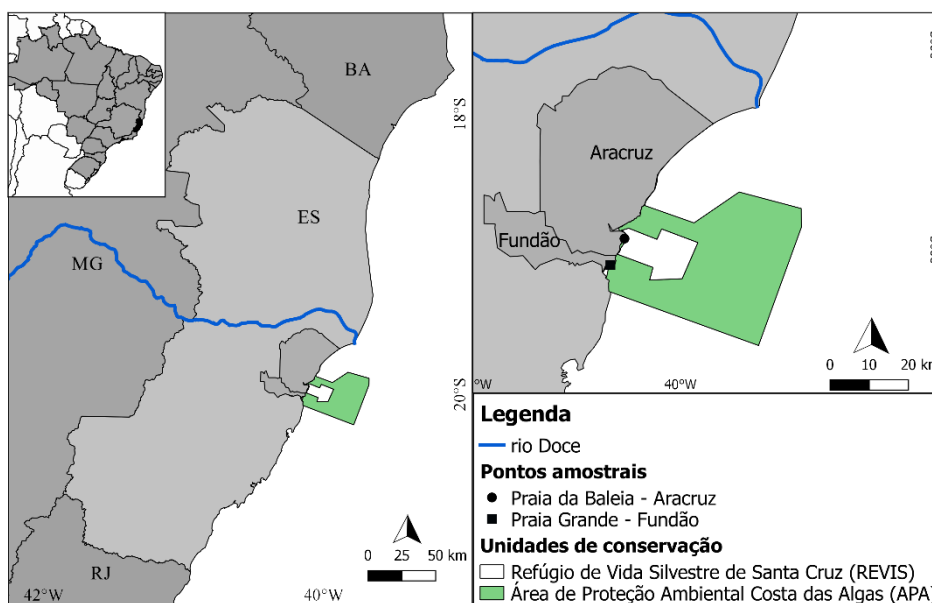 BA
18°S
ES
MG
20°S
RJ
0 25 50 km
42°W
40°W
Aracruz
Fundão
0 10 20 km
°W
40°W
Legenda
rio Doce
Pontos amostrais
Praia da Baleia - Aracruz
Praia Grande - Fundão
Unidades de conservação
Refúgio de Vida Silvestre de Santa Cruz (REVIS)
Área de Proteção Ambiental Costa das Algas (APA)